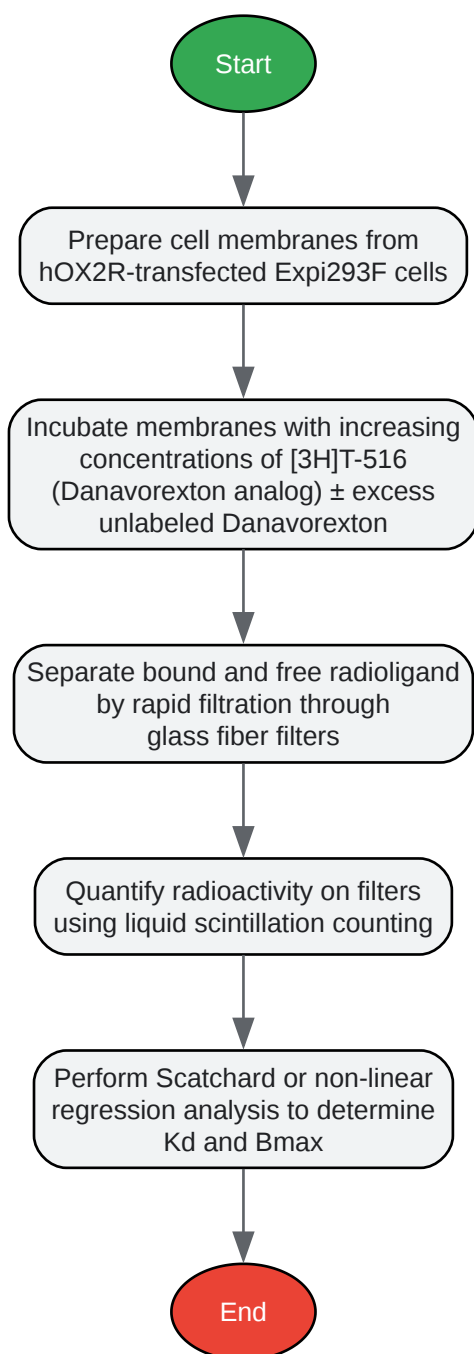 Start
Prepare cell membranes from
hOX2R-transfected Expi293F cells
Incubate membranes with increasing
concentrations of [3H]T-516
(Danavorexton analog) ± excess
unlabeled Danavorexton
Separate bound and free radioligand
by rapid filtration through
glass fiber filters
Quantify radioactivity on filters
using liquid scintillation counting
Perform Scatchard or non-linear
regression analysis to determine
Kd and Bmax
End